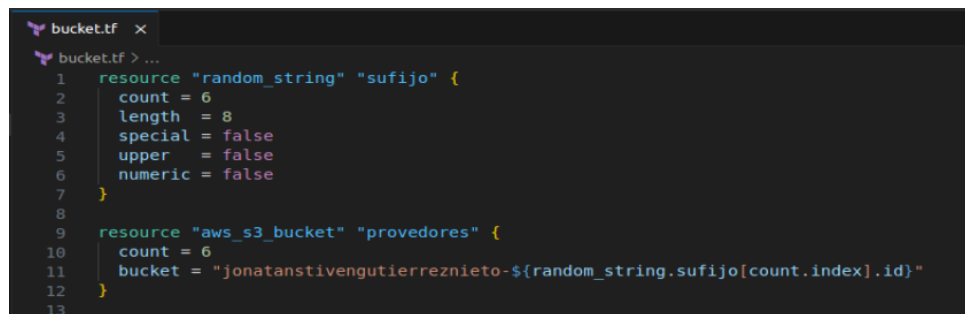 bucket.tf ×
bucket.tf > ...
1 resource "random_string" "sufijo" {
2 count = 6
3 length  = 8
4 special = false
5 upper   = false
6 numeric = false
7 }
8
9 resource "aws_s3_bucket" "provedores" {
10 count = 6
11 bucket = "jonatanstivengutierreznieto-${random_string.sufijo[count.index].id}"
12 }
13